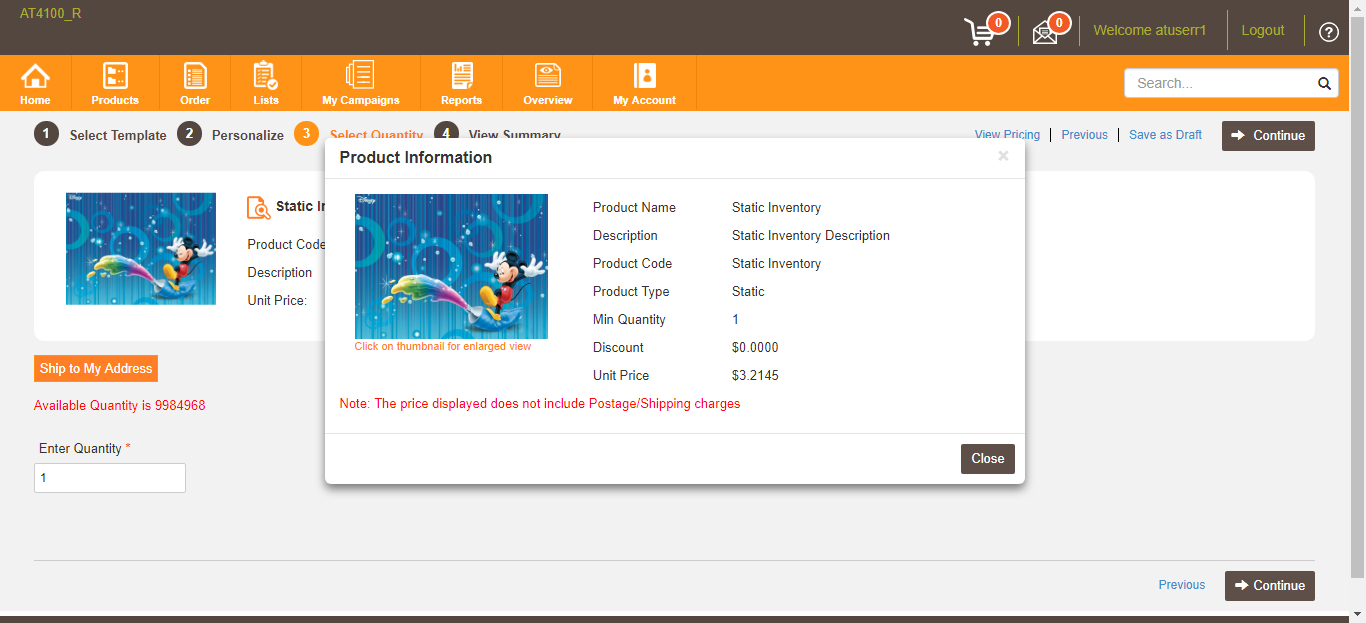 AT4100_R
0
0
Welcome atuserr1
Logout
?
Home
Products
Order
Lists
My Campaigns
Reports
Overview
My Account
Search...
1 Select Template 2 Personalize 3 Select Quantity 4 View Summary
View Pricing | Previous | Save as Draft
Continue
Product Information
×
Disney
Static In
Product Code
Description
Unit Price:
Disney
Click on thumbnail for enlarged view
Product Name Static Inventory
Description Static Inventory Description
Product Code Static Inventory
Product Type Static
Min Quantity 1
Discount $0.0000
Unit Price $3.2145
Note: The price displayed does not include Postage/Shipping charges
Close
Ship to My Address
Available Quantity is 9984968
Enter Quantity *
1
Previous
Continue